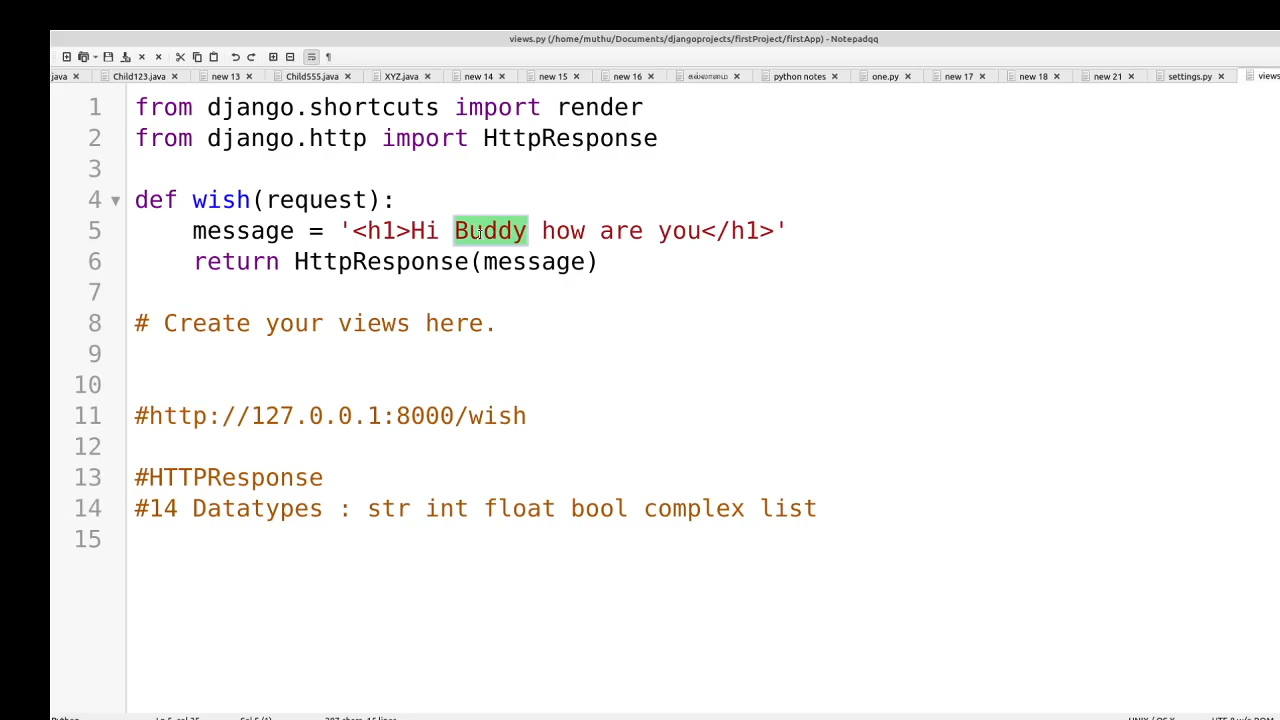 views.py (/home/muthu/Documents/djangoprojects/firstProject/firstApp) - Notepadqq
java Child123.java new 13 Child555.java XYZ.java new 14 new 15 new 16 python notes one.py new 17 new 18 new 21 settings.py views
1 from django.shortcuts import render
2 from django.http import HttpResponse
3
4 def wish(request):
5 message = '<h1>Hi Buddy how are you</h1>'
6 return HttpResponse(message)
7
8 # Create your views here.
9
10
11 #http://127.0.0.1:8000/wish
12
13 #HTTPResponse
14 #14 Datatypes : str int float bool complex list
15